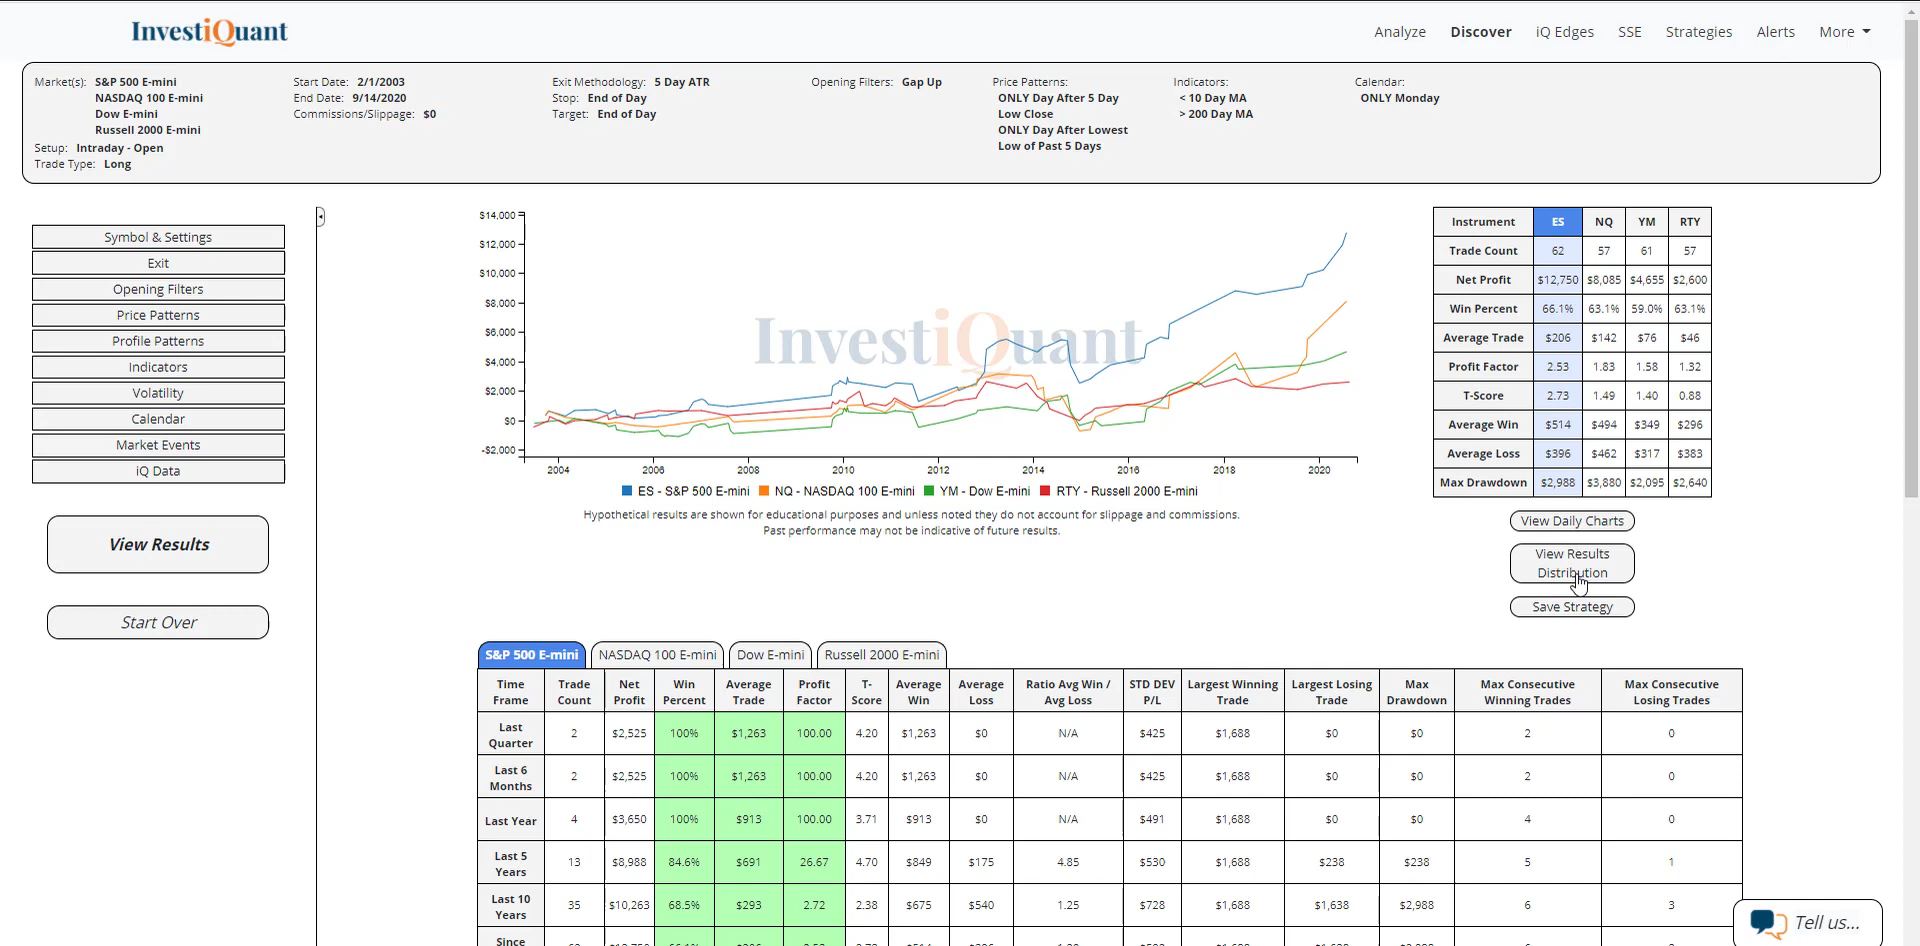 InvestiQuant
Analyze Discover iQ Edges SSE Strategies Alerts More
Market(s): S&P 500 E-mini
NASDAQ 100 E-mini
Dow E-mini
Russell 2000 E-mini
Setup: Intraday - Open
Trade Type: Long
Start Date: 2/1/2003
End Date: 9/14/2020
Commissions/Slippage: $0
Exit Methodology: 5 Day ATR
Stop: End of Day
Target: End of Day
Opening Filters: Gap Up
Price Patterns:
ONLY Day After 5 Day
Low Close
ONLY Day After Lowest
Low of Past 5 Days
Indicators:
< 10 Day MA
> 200 Day MA
Calendar:
ONLY Monday
Symbol & Settings
Exit
Opening Filters
Price Patterns
Profile Patterns
Indicators
Volatility
Calendar
Market Events
iQ Data
View Results
Start Over
$14,000
$12,000
$10,000
$8,000
$6,000
$4,000
$2,000
$0
-$2,000
InvestiQuant
2004 2006 2008 2010 2012 2014 2016 2018 2020
ES - S&P 500 E-mini NQ - NASDAQ 100 E-mini YM - Dow E-mini RTY - Russell 2000 E-mini
Hypothetical results are shown for educational purposes and unless noted they do not account for slippage and commissions.
Past performance may not be indicative of future results.
Instrument ES NQ YM RTY
Trade Count 62 57 61 57
Net Profit $12,750 $8,085 $4,655 $2,600
Win Percent 66.1% 63.1% 59.0% 63.1%
Average Trade $206 $142 $76 $46
Profit Factor 2.53 1.83 1.58 1.32
T-Score 2.73 1.49 1.40 0.88
Average Win $514 $494 $349 $296
Average Loss $396 $462 $317 $383
Max Drawdown $2,988 $3,880 $2,095 $2,640
View Daily Charts
View Results
Distribution
Save Strategy
S&P 500 E-mini NASDAQ 100 E-mini Dow E-mini Russell 2000 E-mini
Time Trade Net Win Average Profit T- Average Average Ratio Avg Win / STD DEV Largest Winning Largest Losing Max Max Consecutive Max Consecutive
Frame Count Profit Percent Trade Factor Score Win Loss Avg Loss P/L Trade Trade Drawdown Winning Trades Losing Trades
Last
Quarter 2 $2,525 100% $1,263 100.00 4.20 $1,263 $0 N/A $425 $1,688 $0 $0 2 0
Last 6
Months 2 $2,525 100% $1,263 100.00 4.20 $1,263 $0 N/A $425 $1,688 $0 $0 2 0
Last Year 4 $3,650 100% $913 100.00 3.71 $913 $0 N/A $491 $1,688 $0 $0 4 0
Last 5
Years 13 $8,988 84.6% $691 26.67 4.70 $849 $175 4.85 $530 $1,688 $238 $238 5 1
Last 10
Years 35 $10,263 68.5% $293 2.72 2.38 $675 $540 1.25 $728 $1,688 $1,638 $2,988 6 3
Since
Tell us...